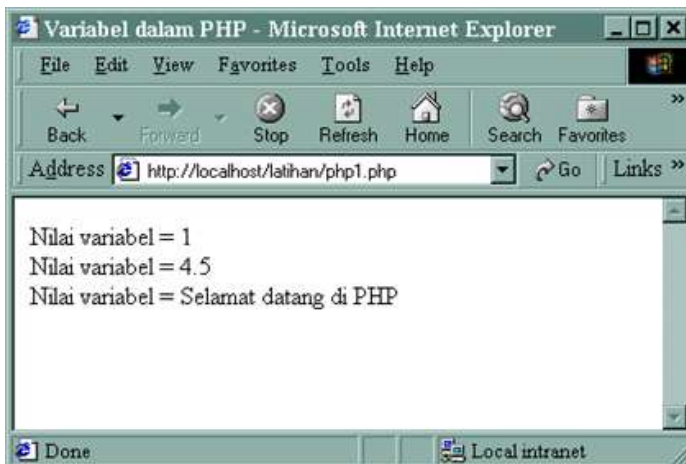 Variabel dalam PHP - Microsoft Internet Explorer
File Edit View Favorites Tools Help
Back Forward Stop Refresh Home Search Favorites »
Address http://localhost/latihan/php1.php Go Links »
Nilai variabel = 1
Nilai variabel = 4.5
Nilai variabel = Selamat datang di PHP
Done Local intranet